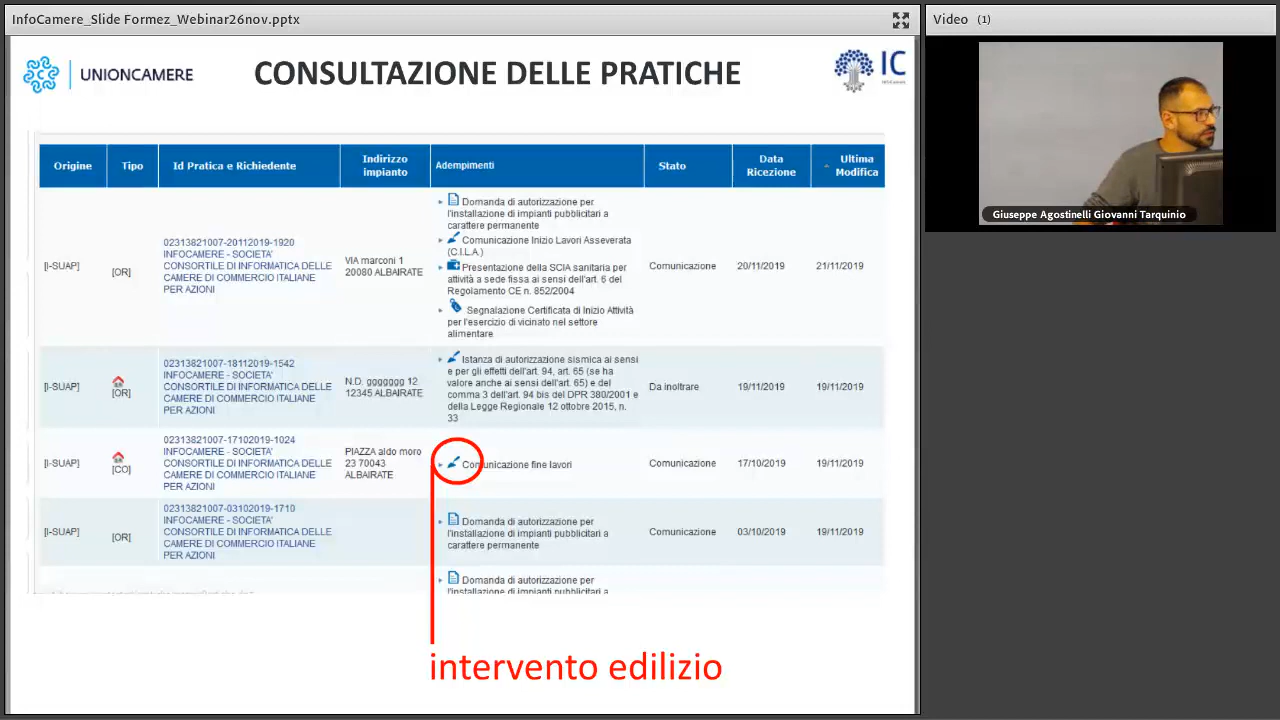 InfoCamere_Slide Formez_Webinar26nov.pptx
Video (1)
UNIONCAMERE
CONSULTAZIONE DELLE PRATICHE
IC
InfoCamere
Giuseppe Agostinelli Giovanni Tarquinio
Origine
Tipo
Id Pratica e Richiedente
Indirizzo
impianto
Adempimenti
Stato
Data
Ricezione
Ultima
Modifica
[I-SUAP]
[OR]
02313821007-20112019-1920
INFOCAMERE - SOCIETA'
CONSORTILE DI INFORMATICA DELLE
CAMERE DI COMMERCIO ITALIANE
PER AZIONI
VIA marconi 1
20080 ALBAIRATE
Domanda di autorizzazione per
l'installazione di impianti pubblicitari a
carattere permanente
Comunicazione Inizio Lavori Asseverata
(C.I.L.A.)
Presentazione della SCIA sanitaria per
attività a sede fissa ai sensi dell'art. 6 del
Regolamento CE n. 852/2004
Segnalazione Certificata di Inizio Attività
per l'esercizio di vicinato nel settore
alimentare
Comunicazione
20/11/2019
21/11/2019
[I-SUAP]
[OR]
02313821007-18112019-1542
INFOCAMERE - SOCIETA'
CONSORTILE DI INFORMATICA DELLE
CAMERE DI COMMERCIO ITALIANE
PER AZIONI
N.D. ggggggg 12
12345 ALBAIRATE
Istanza di autorizzazione sismica ai sensi
e per gli effetti dell'art. 94, art. 65 (se ha
valore anche ai sensi dell'art. 65) e del
comma 3 dell'art. 94 bis del DPR 380/2001 e
della Legge Regionale 12 ottobre 2015, n.
33
Da inoltrare
19/11/2019
19/11/2019
[I-SUAP]
[CO]
02313821007-17102019-1024
INFOCAMERE - SOCIETA'
CONSORTILE DI INFORMATICA DELLE
CAMERE DI COMMERCIO ITALIANE
PER AZIONI
PIAZZA aldo moro
23 70043
ALBAIRATE
Comunicazione fine lavori
Comunicazione
17/10/2019
19/11/2019
[I-SUAP]
[OR]
02313821007-03102019-1710
INFOCAMERE - SOCIETA'
CONSORTILE DI INFORMATICA DELLE
CAMERE DI COMMERCIO ITALIANE
PER AZIONI
Domanda di autorizzazione per
l'installazione di impianti pubblicitari a
carattere permanente
Comunicazione
03/10/2019
19/11/2019
Domanda di autorizzazione per
l'installazione di impianti pubblicitari a
intervento edilizio